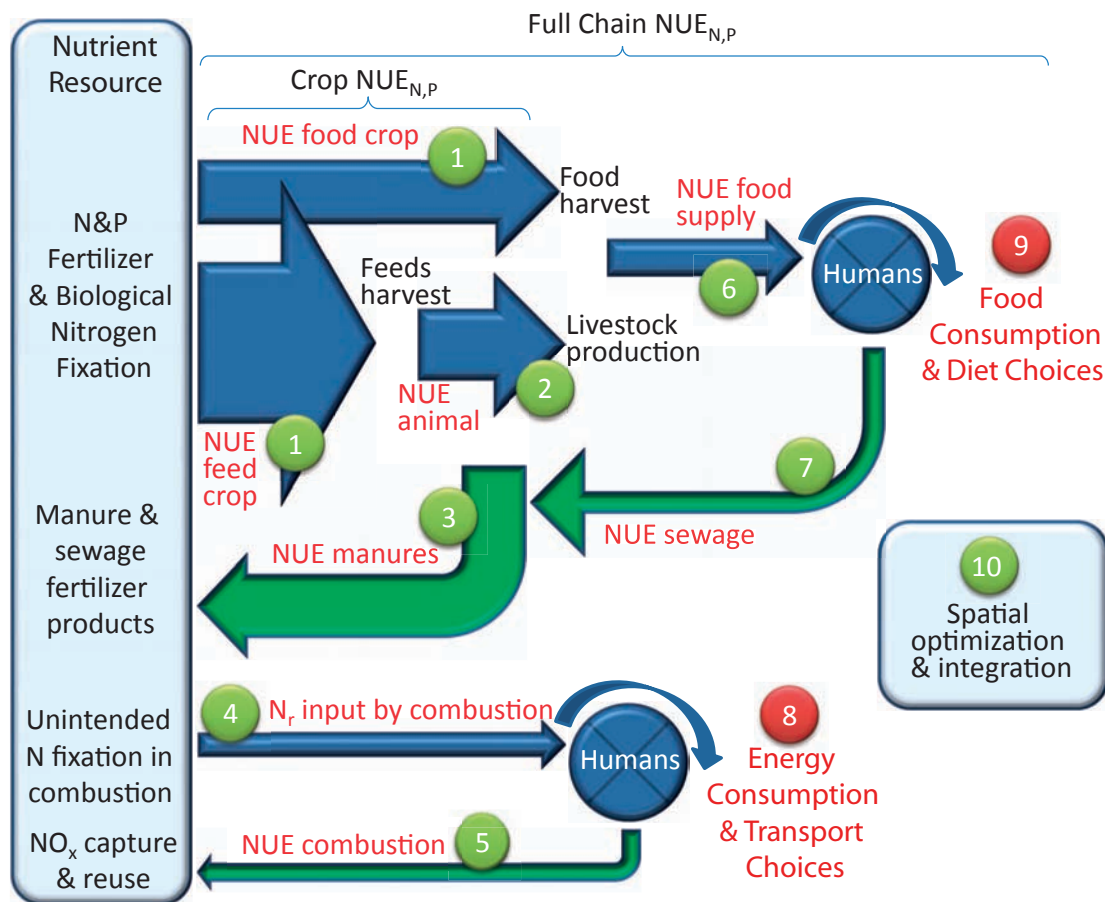 Full Chain NUE_N,P
Nutrient
Resource
Crop NUE_N,P
NUE food crop
1
Food
harvest
NUE food
supply
N&P
Fertilizer
& Biological
Nitrogen
Fixation
Feeds
harvest
6
Humans
9
Food
Consumption
& Diet Choices
Livestock
production
NUE
animal
2
1
NUE
feed
crop
7
Manure &
sewage
fertilizer
products
3
NUE manures
NUE sewage
10
Spatial
optimization
& integration
Unintended
N fixation in
combustion
4
N_r input by combustion
Humans
8
Energy
Consumption
& Transport
Choices
NO_x capture
& reuse
NUE combustion
5